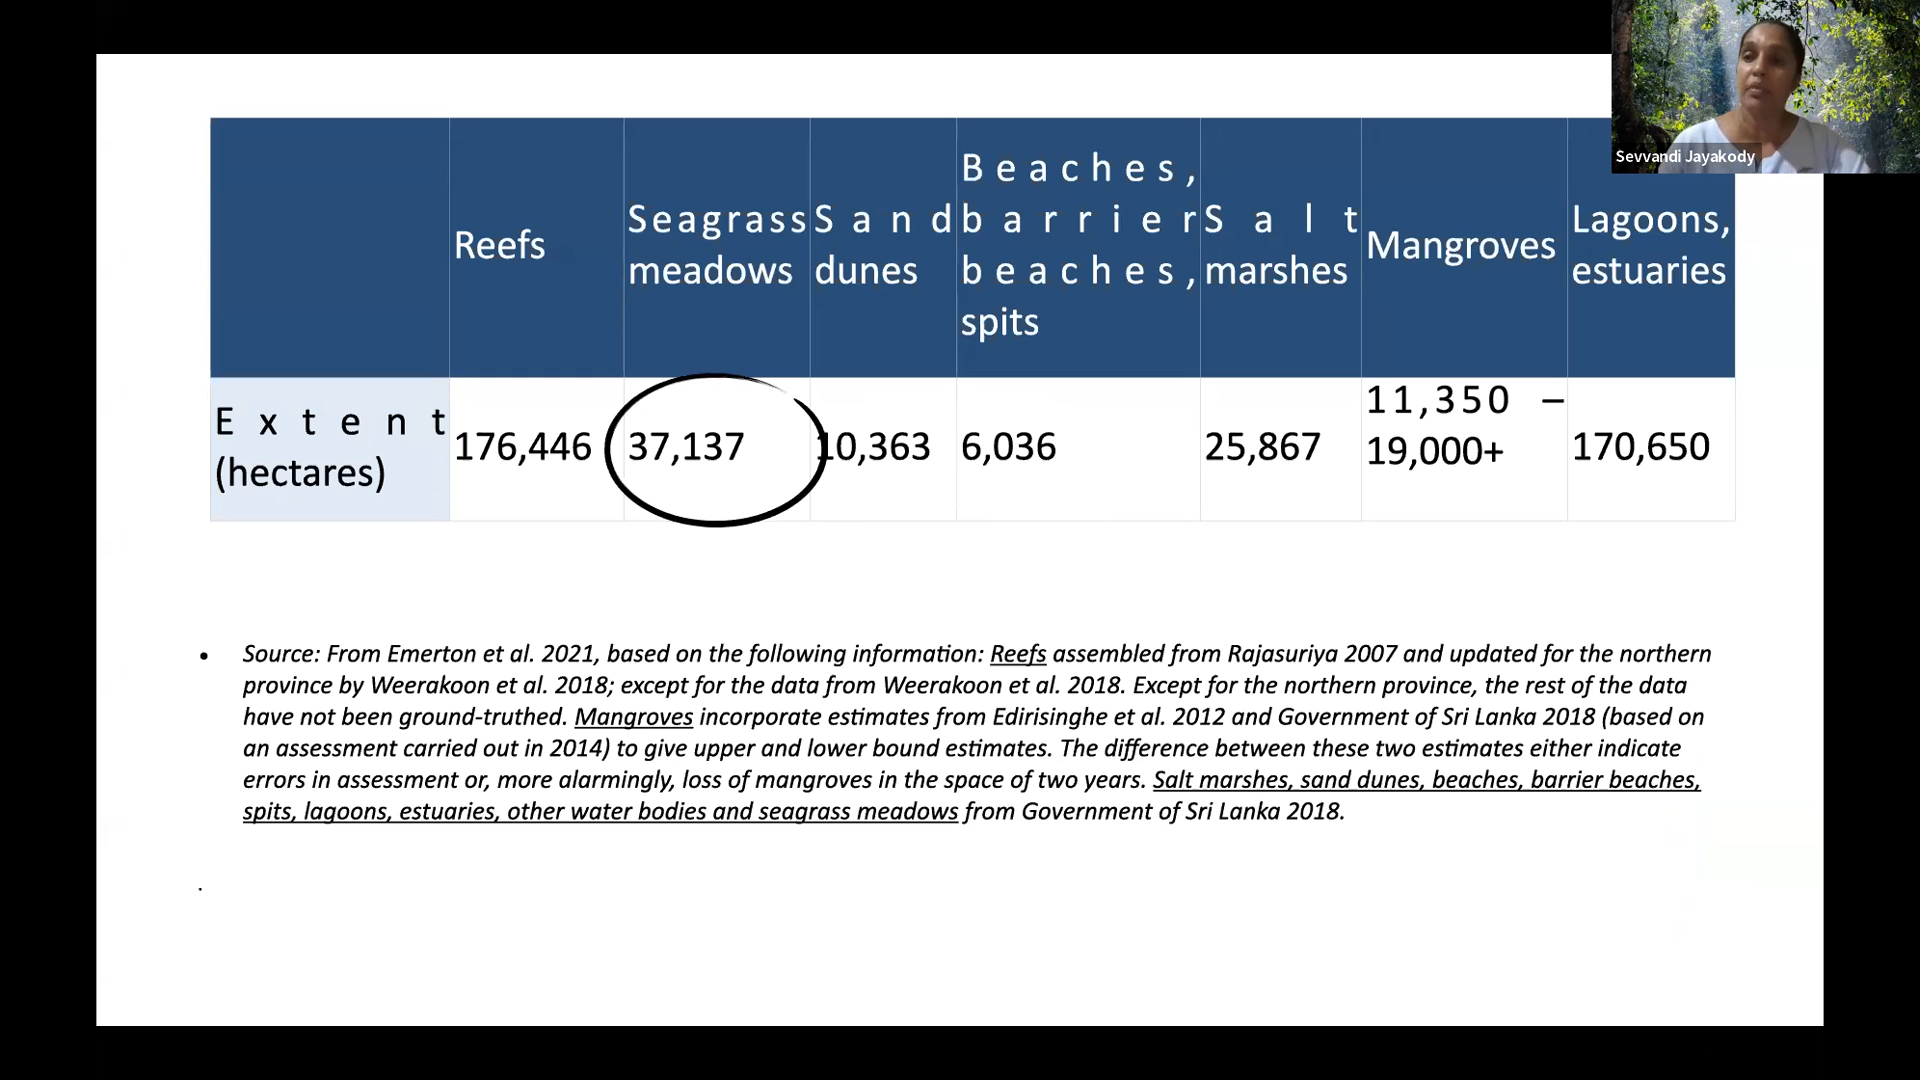 Sevvandi Jayakody
Reefs
Seagrass
meadows
Sand
dunes
Beaches,
barrier
beaches,
spits
Salt
marshes
Mangroves
Lagoons,
estuaries
Extent
(hectares)
176,446
37,137
10,363
6,036
25,867
11,350 –
19,000+
170,650
• Source: From Emerton et al. 2021, based on the following information: Reefs assembled from Rajasuriya 2007 and updated for the northern
province by Weerakoon et al. 2018; except for the data from Weerakoon et al. 2018. Except for the northern province, the rest of the data
have not been ground-truthed. Mangroves incorporate estimates from Edirisinghe et al. 2012 and Government of Sri Lanka 2018 (based on
an assessment carried out in 2014) to give upper and lower bound estimates. The difference between these two estimates either indicate
errors in assessment or, more alarmingly, loss of mangroves in the space of two years. Salt marshes, sand dunes, beaches, barrier beaches,
spits, lagoons, estuaries, other water bodies and seagrass meadows from Government of Sri Lanka 2018.
.